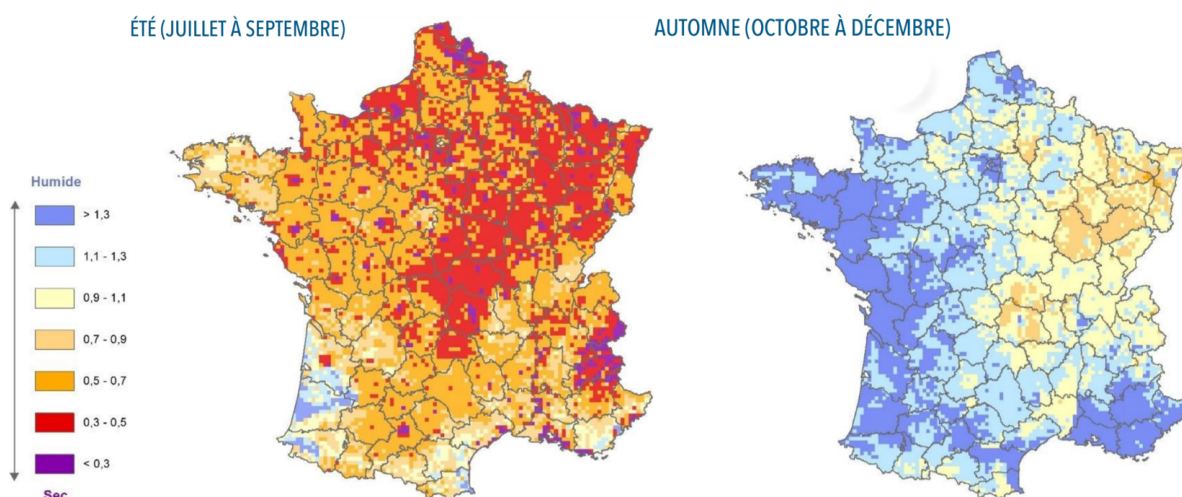 ÉTÉ (JUILLET À SEPTEMBRE)
AUTOMNE (OCTOBRE À DÉCEMBRE)
Humide
> 1,3
1,1 - 1,3
0,9 - 1,1
0,7 - 0,9
0,5 - 0,7
0,3 - 0,5
< 0,3
Sec